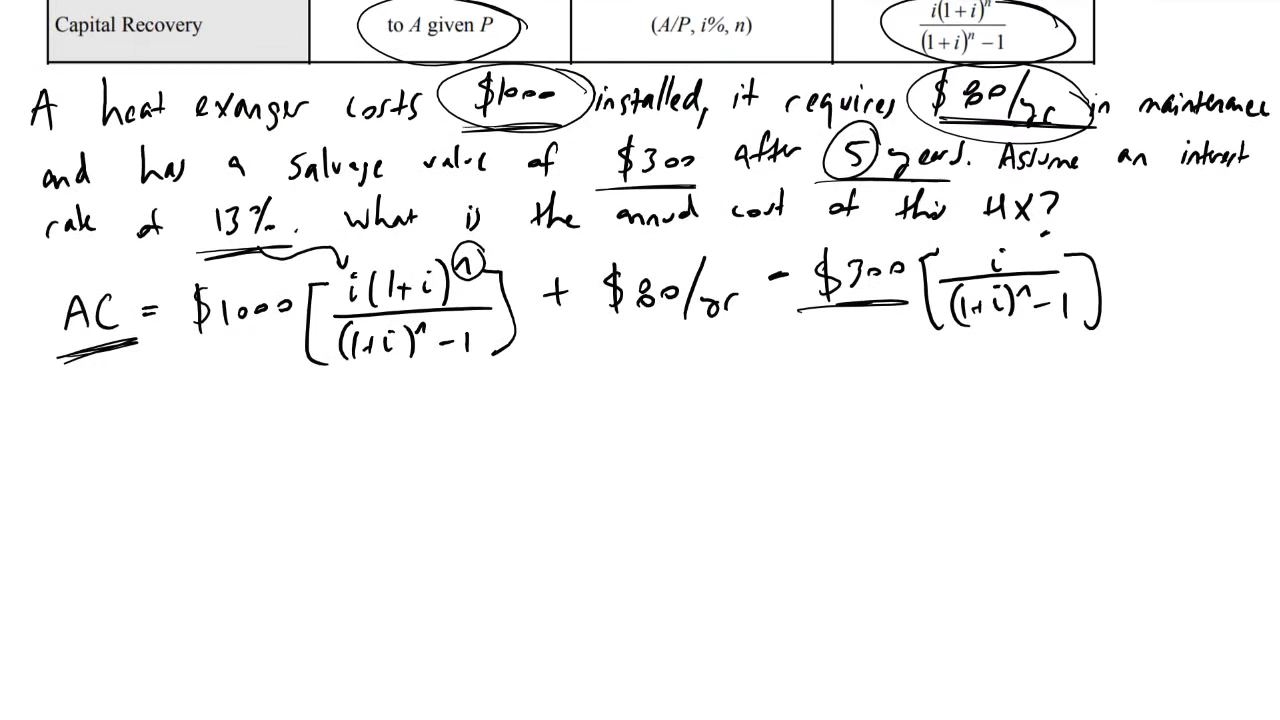 Capital Recovery to A given P (A/P, i%, n) i(1+i)^n / (1+i)^n −1
A heat exanger costs $1000 installed, it requires $80/yr in maintenance
and has a salvage value of $300 after 5 years. Assume an interest
rate of 13%. What is the annual cost of this HX?
AC = $1000 [ i(1+i)^n / (1+i)^n − 1 ] + $80/yr - $300 [ i / (1+i)^n − 1 ]